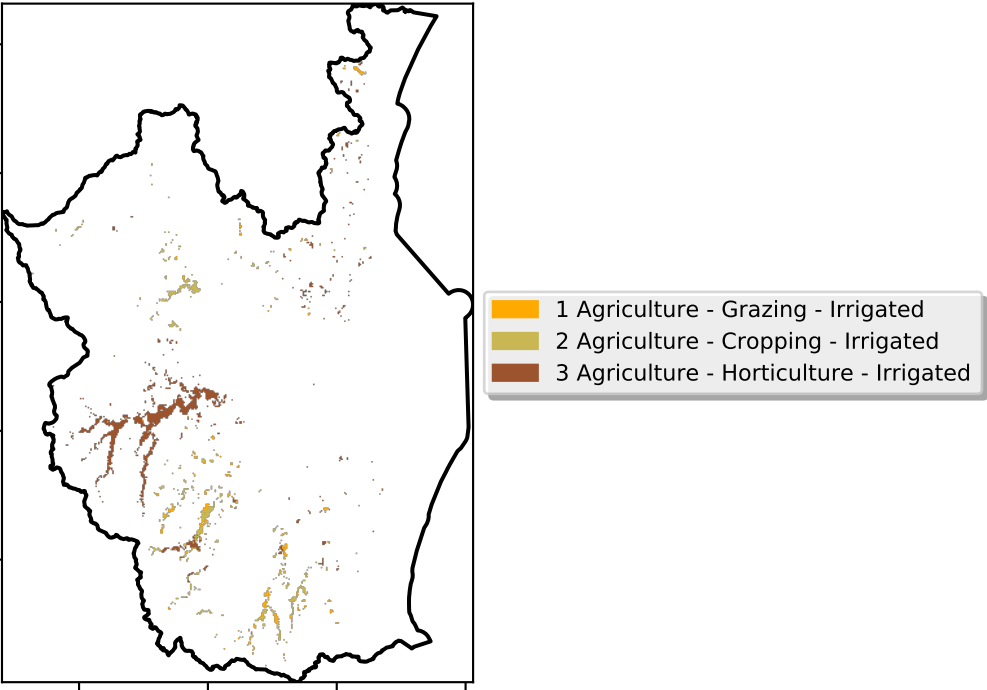 1 Agriculture - Grazing - Irrigated
2 Agriculture - Cropping - Irrigated
3 Agriculture - Horticulture - Irrigated